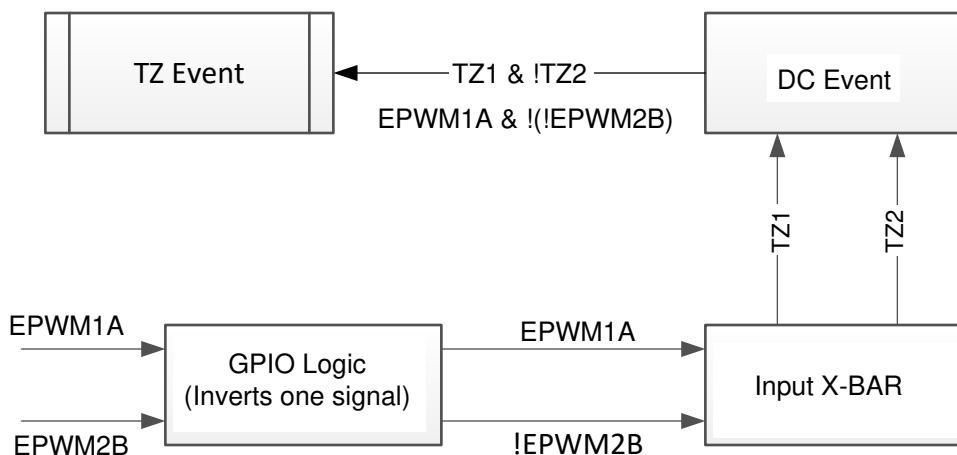 TZ Event
TZ1 & !TZ2
EPWM1A & !(!EPWM2B)
DC Event
TZ1
TZ2
EPWM1A
EPWM2B
GPIO Logic
(Inverts one signal)
EPWM1A
!EPWM2B
Input X-BAR